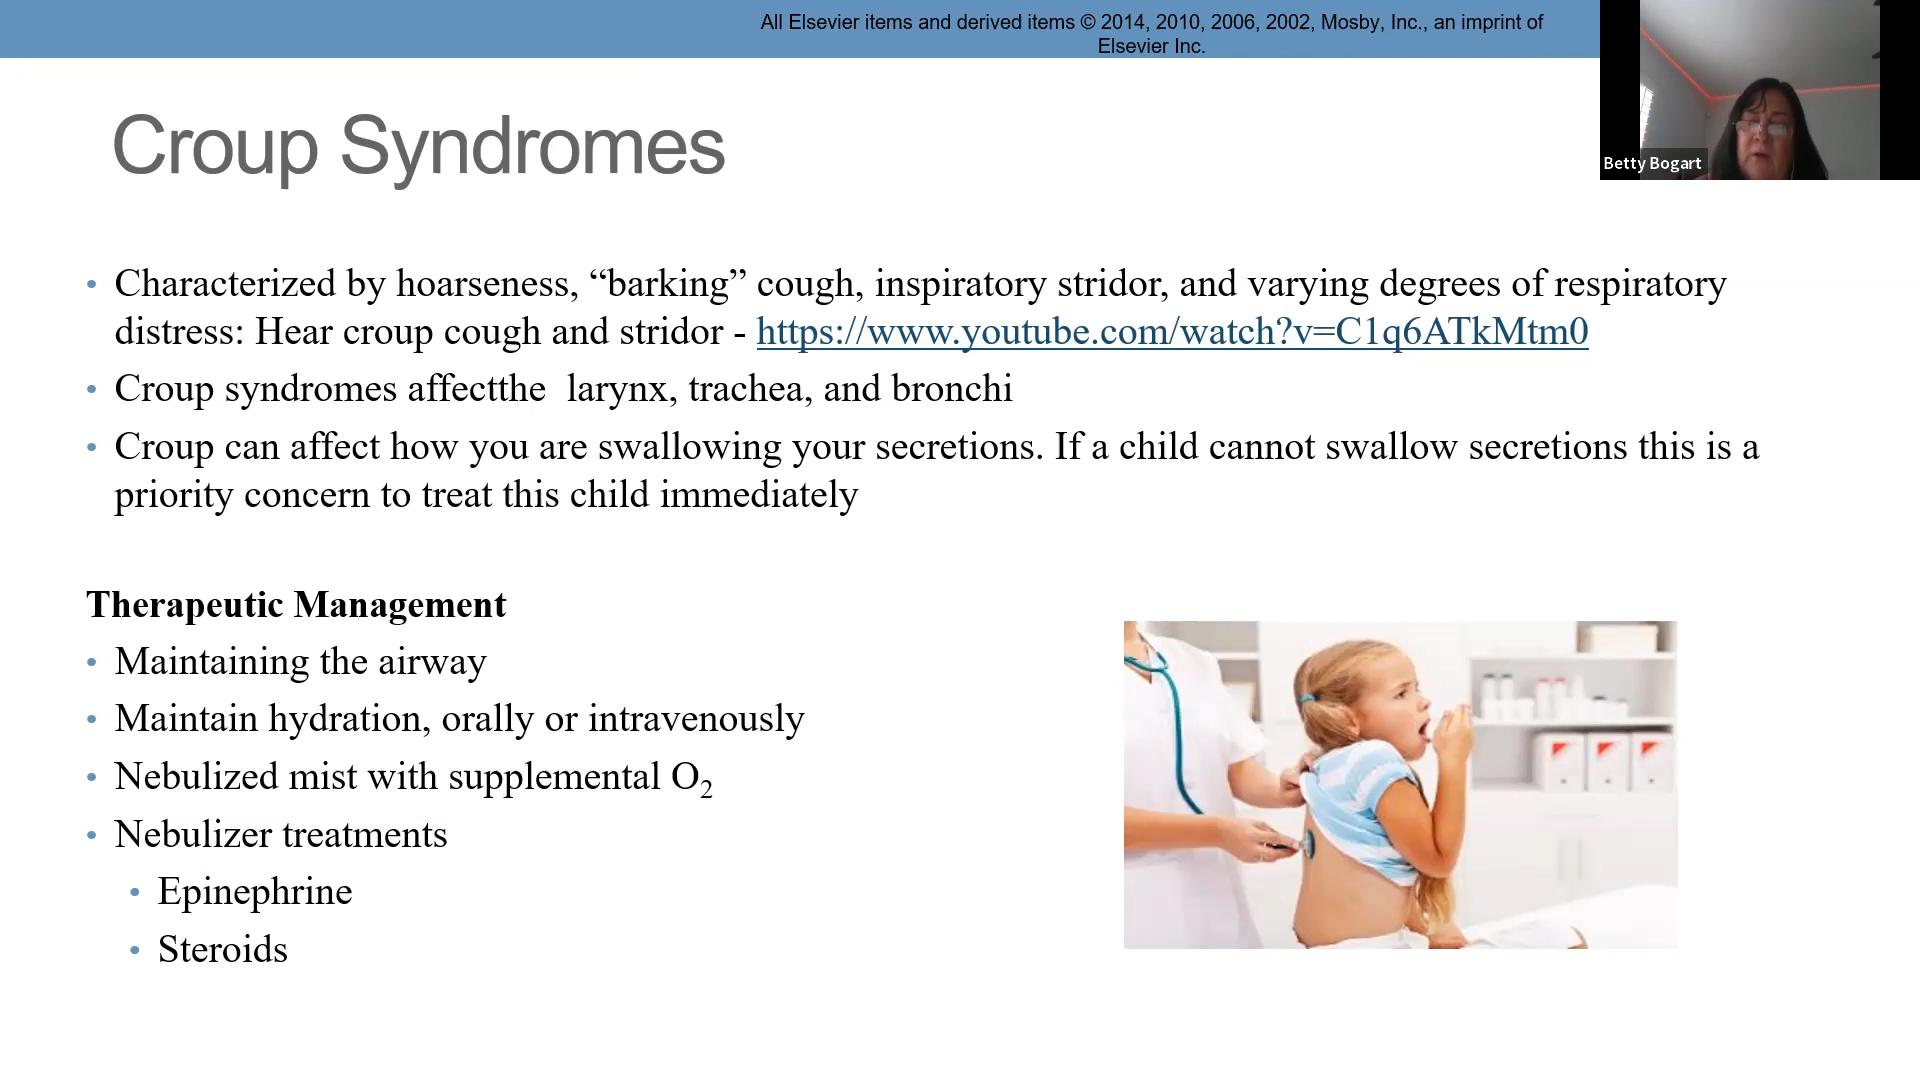 All Elsevier items and derived items © 2014, 2010, 2006, 2002, Mosby, Inc., an imprint of
Elsevier Inc.
Betty Bogart
Croup Syndromes
• Characterized by hoarseness, “barking” cough, inspiratory stridor, and varying degrees of respiratory
distress: Hear croup cough and stridor - https://www.youtube.com/watch?v=C1q6ATkMtm0
• Croup syndromes affectthe  larynx, trachea, and bronchi
• Croup can affect how you are swallowing your secretions. If a child cannot swallow secretions this is a
priority concern to treat this child immediately
Therapeutic Management
• Maintaining the airway
• Maintain hydration, orally or intravenously
• Nebulized mist with supplemental O₂
• Nebulizer treatments
• Epinephrine
• Steroids